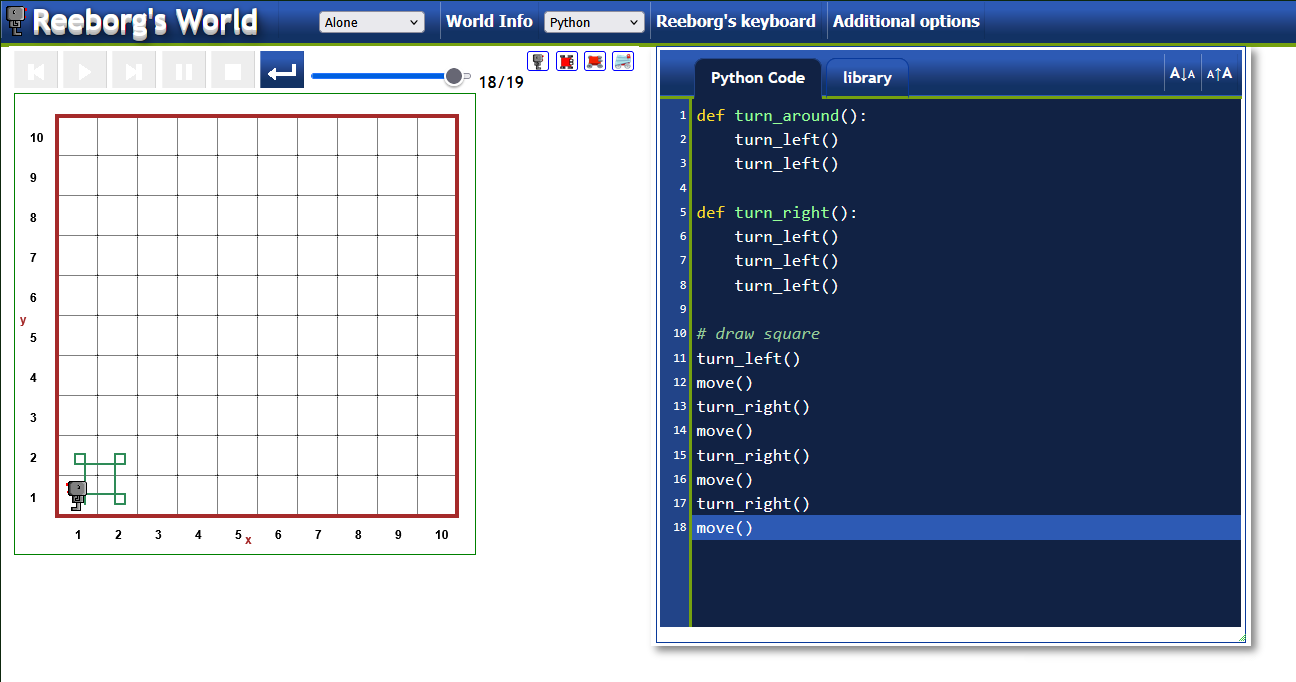 Reeborg's World
Alone
World Info
Python
Reeborg's keyboard
Additional options
18/19
10
9
8
7
6
y
5
4
3
2
1
1 2 3 4 5 x 6 7 8 9 10
Python Code
library
A↓A
A↑A
1 def turn_around():
2 turn_left()
3 turn_left()
4
5 def turn_right():
6 turn_left()
7 turn_left()
8 turn_left()
9
10 # draw square
11 turn_left()
12 move()
13 turn_right()
14 move()
15 turn_right()
16 move()
17 turn_right()
18 move()